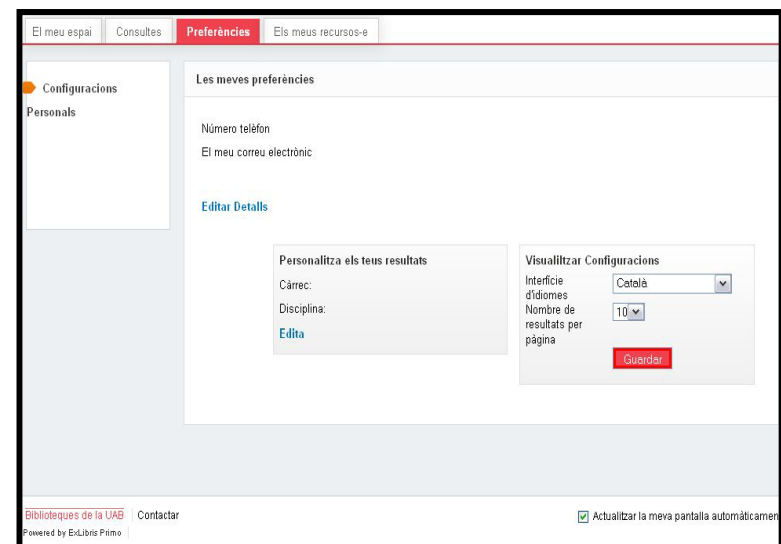 El meu espai Consultes Preferències Els meus recursos-e
Configuracions
Personals
Les meves preferències
Número telèfon
El meu correu electrònic
Editar Detalls
Personalitza els teus resultats
Càrrec:
Disciplina:
Edita
Visualiltzar Configuracions
Interfície
d'idiomes
Català
Nombre de
resultats per
pàgina
10
Guardar
Biblioteques de la UAB Contactar
Actualitzar la meva pantalla automàticamen
Powered by ExLibris Primo